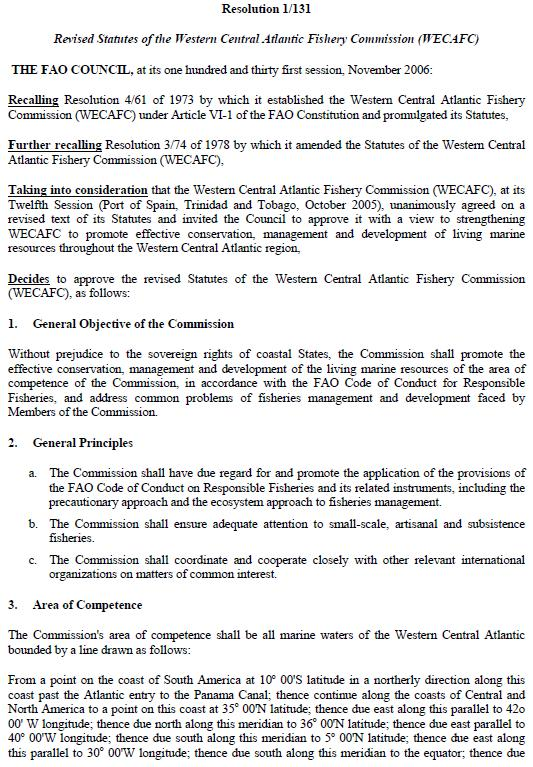 Resolution 1/131
Revised Statutes of the Western Central Atlantic Fishery Commission (WECAFC)
THE FAO COUNCIL, at its one hundred and thirty first session, November 2006:
Recalling Resolution 4/61 of 1973 by which it established the Western Central Atlantic Fishery
Commission (WECAFC) under Article VI-1 of the FAO Constitution and promulgated its Statutes,
Further recalling Resolution 3/74 of 1978 by which it amended the Statutes of the Western Central
Atlantic Fishery Commission (WECAFC),
Taking into consideration that the Western Central Atlantic Fishery Commission (WECAFC), at its
Twelfth Session (Port of Spain, Trinidad and Tobago, October 2005), unanimously agreed on a
revised text of its Statutes and invited the Council to approve it with a view to strengthening
WECAFC to promote effective conservation, management and development of living marine
resources throughout the Western Central Atlantic region,
Decides to approve the revised Statutes of the Western Central Atlantic Fishery Commission
(WECAFC), as follows:
1. General Objective of the Commission
Without prejudice to the sovereign rights of coastal States, the Commission shall promote the
effective conservation, management and development of the living marine resources of the area of
competence of the Commission, in accordance with the FAO Code of Conduct for Responsible
Fisheries, and address common problems of fisheries management and development faced by
Members of the Commission.
2. General Principles
a. The Commission shall have due regard for and promote the application of the provisions of
the FAO Code of Conduct on Responsible Fisheries and its related instruments, including the
precautionary approach and the ecosystem approach to fisheries management.
b. The Commission shall ensure adequate attention to small-scale, artisanal and subsistence
fisheries.
c. The Commission shall coordinate and cooperate closely with other relevant international
organizations on matters of common interest.
3. Area of Competence
The Commission's area of competence shall be all marine waters of the Western Central Atlantic
bounded by a line drawn as follows:
From a point on the coast of South America at 10° 00'S latitude in a northerly direction along this
coast past the Atlantic entry to the Panama Canal; thence continue along the coasts of Central and
North America to a point on this coast at 35° 00'N latitude; thence due east along this parallel to 42o
00' W longitude; thence due north along this meridian to 36° 00'N latitude; thence due east parallel to
40° 00'W longitude; thence due south along this meridian to 5° 00'N latitude; thence due east along
this parallel to 30° 00'W longitude; thence due south along this meridian to the equator; thence due